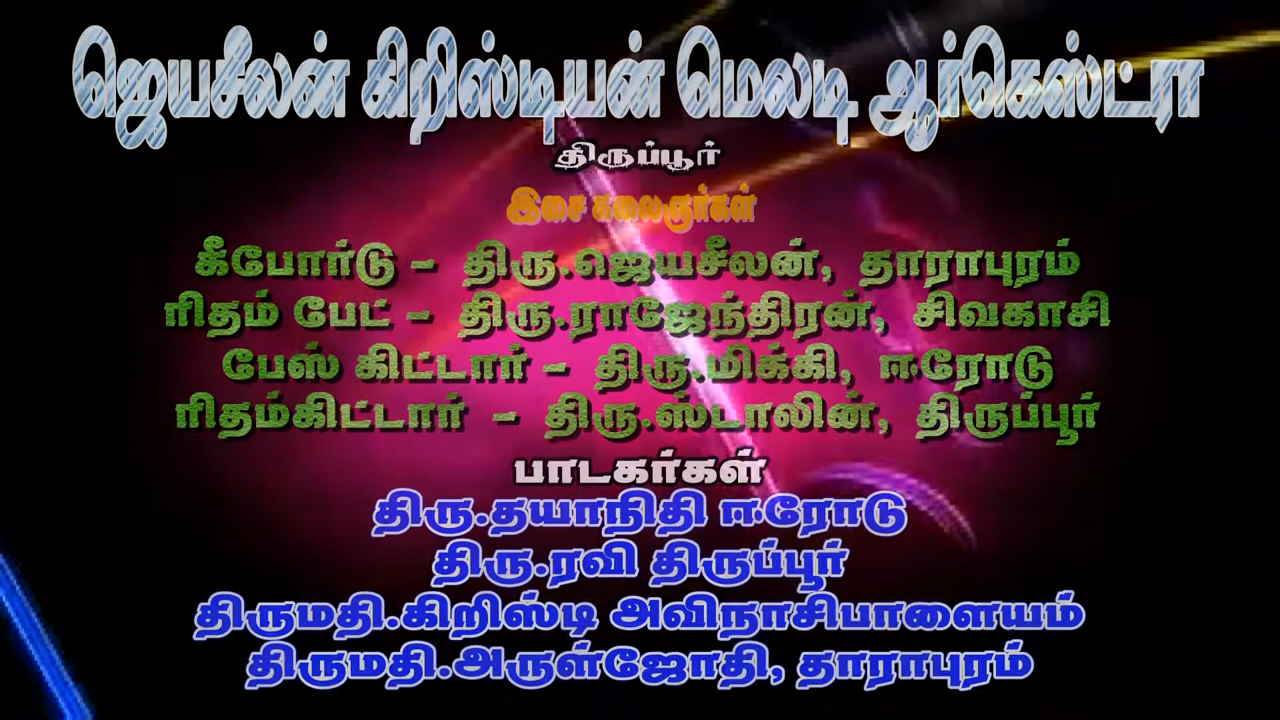 ஜெயசீலன் கிறிஸ்டியன் மெலடி ஆர்கெஸ்ட்ரா
திருப்பூர்
இசை கலைஞர்கள்
கீபோர்டு - திரு.ஜெயசீலன், தாராபுரம்
ரிதம் பேட் - திரு.ராஜேந்திரன், சிவகாசி
பேஸ் கிட்டார் - திரு.மிக்கி, ஈரோடு
ரிதம்கிட்டார் - திரு.ஸ்டாலின், திருப்பூர்
பாடகர்கள்
திரு.தயாநிதி ஈரோடு
திரு.ரவி திருப்பூர்
திருமதி.கிறிஸ்டி அவிநாசிபாளையம்
திருமதி.அருள்ஜோதி, தாராபுரம்